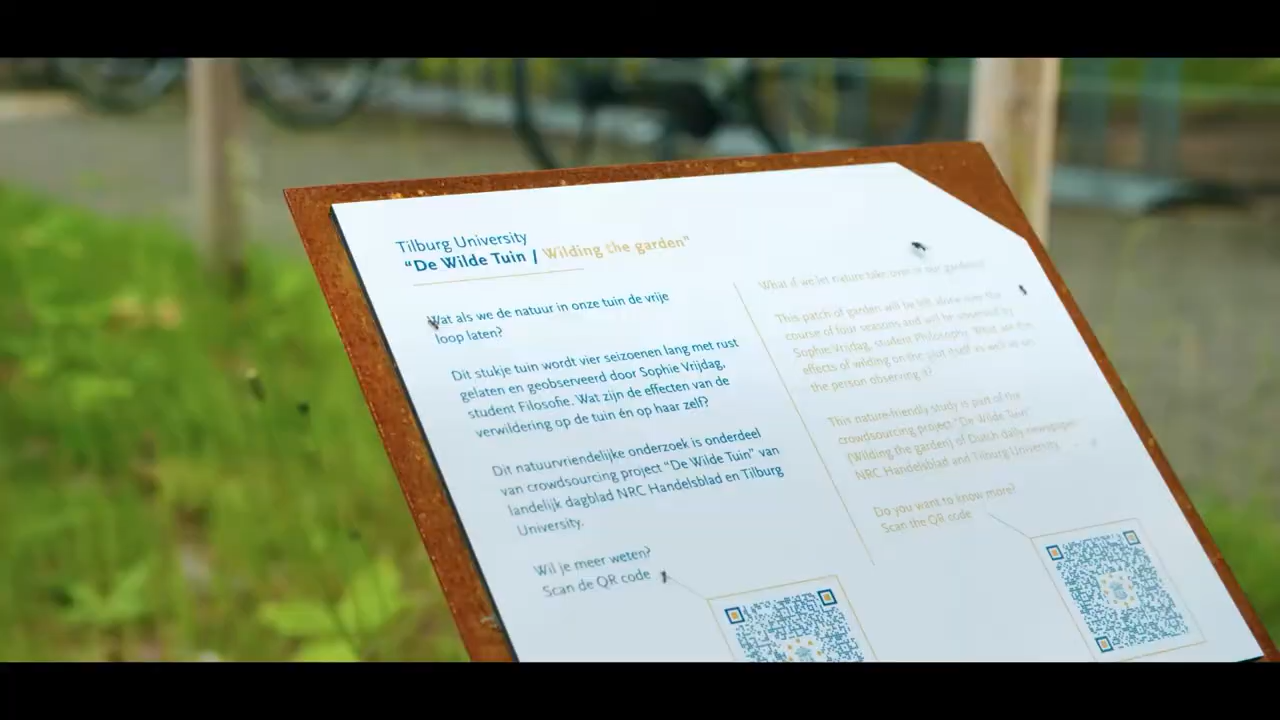 Tilburg University
“De Wilde Tuin / Wilding the garden”
Wat als we de natuur in onze tuin de vrije
loop laten?
Dit stukje tuin wordt vier seizoenen lang met rust
gelaten en geobserveerd door Sophie Vrijdag,
student Filosofie. Wat zijn de effecten van de
verwildering op de tuin én op haar zelf?
Dit natuurvriendelijke onderzoek is onderdeel
van crowdsourcing project “De Wilde Tuin” van
landelijk dagblad NRC Handelsblad en Tilburg
University.
Wil je meer weten?
Scan de QR code
What if we let nature take over in our gardens?
This patch of garden will be left alone over the
course of four seasons and will be observed by
Sophie Vrijdag, student Philosophy. What are the
effects of wilding on the plot itself as well as on
the person observing it?
This nature-friendly study is part of the
crowdsourcing project “De Wilde Tuin”
(Wilding the garden) of Dutch daily newspaper
NRC Handelsblad and Tilburg University.
Do you want to know more?
Scan the QR code